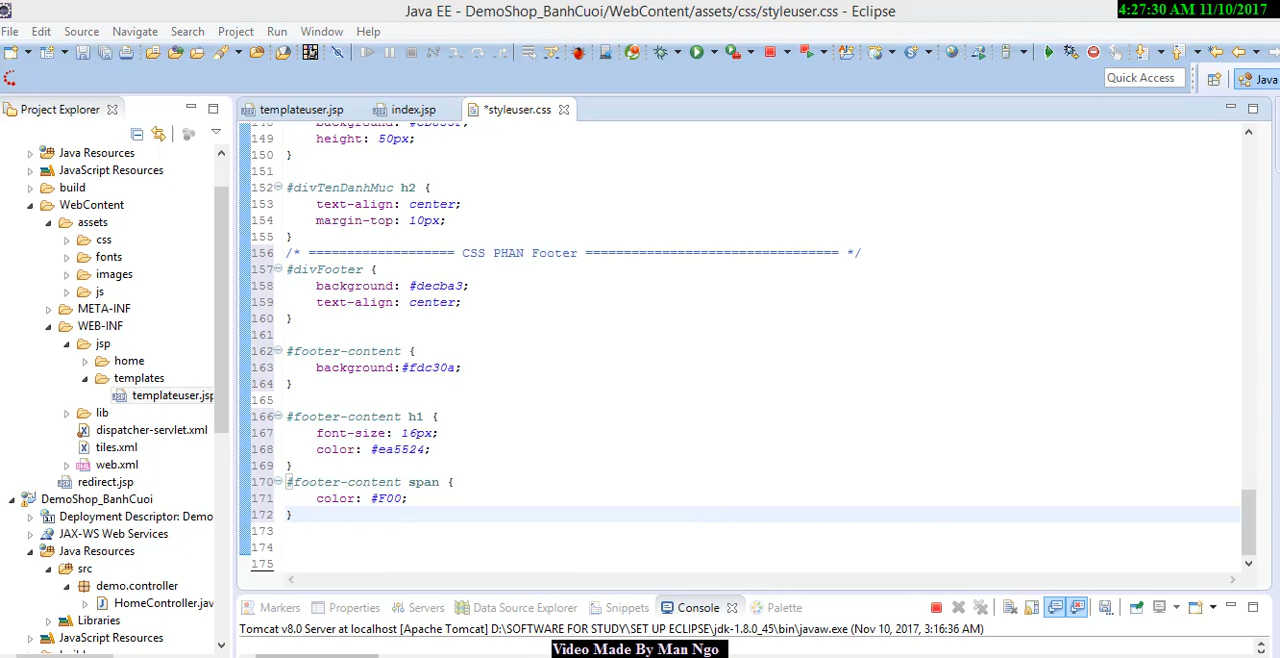 Java EE - DemoShop_BanhCuoi/WebContent/assets/css/styleuser.css - Eclipse
4:27:30 AM 11/10/2017
File Edit Source Navigate Search Project Run Window Help
Quick Access
Java
Project Explorer
templateuser.jsp index.jsp *styleuser.css
Java Resources
JavaScript Resources
build
WebContent
assets
css
fonts
images
js
META-INF
WEB-INF
jsp
home
templates
templateuser.jsp
lib
dispatcher-servlet.xml
tiles.xml
web.xml
redirect.jsp
DemoShop_BanhCuoi
Deployment Descriptor: Demo
JAX-WS Web Services
Java Resources
src
demo.controller
HomeController.jav
Libraries
JavaScript Resources
149 height: 50px;
150 }
151
152 #divTenDanhMuc h2 {
153 text-align: center;
154 margin-top: 10px;
155 }
156 /* =================== CSS PHAN Footer ================================= */
157 #divFooter {
158 background: #decba3;
159 text-align: center;
160 }
161
162 #footer-content {
163 background:#fdc30a;
164 }
165
166 #footer-content h1 {
167 font-size: 16px;
168 color: #ea5524;
169 }
170 #footer-content span {
171 color: #F00;
172 }
173
174
175
Markers Properties Servers Data Source Explorer Snippets Console Palette
Tomcat v8.0 Server at localhost [Apache Tomcat] D:\SOFTWARE FOR STUDY\SET UP ECLIPSE\jdk-1.8.0_45\bin\javaw.exe (Nov 10, 2017, 3:16:36 AM)
Video Made By Man Ngo